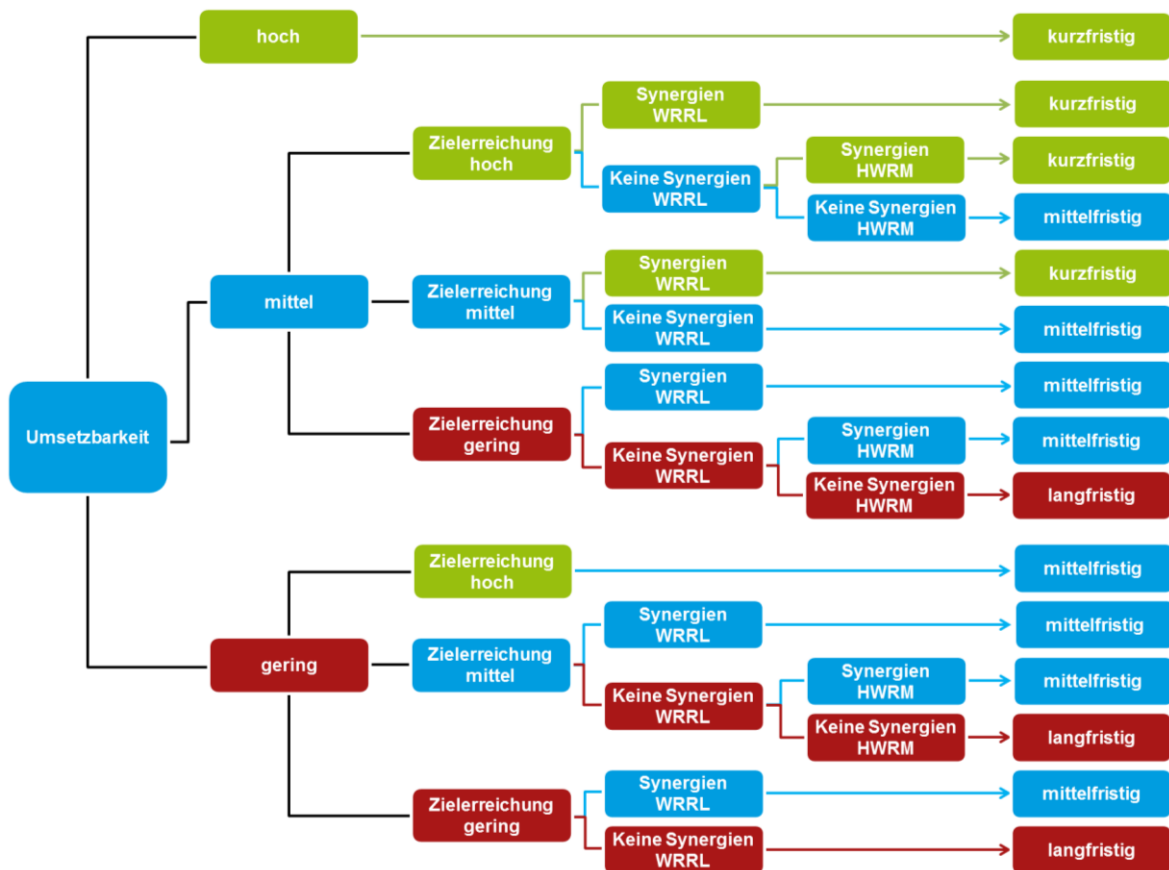 hoch
kurzfristig
Synergien
WRRL
kurzfristig
Zielerreichung
hoch
Synergien
HWRM
kurzfristig
Keine Synergien
WRRL
Keine Synergien
HWRM
mittelfristig
mittel
Zielerreichung
mittel
Synergien
WRRL
kurzfristig
Keine Synergien
WRRL
mittelfristig
Umsetzbarkeit
Zielerreichung
gering
Synergien
WRRL
mittelfristig
Keine Synergien
WRRL
Synergien
HWRM
mittelfristig
Keine Synergien
HWRM
langfristig
Zielerreichung
hoch
mittelfristig
gering
Zielerreichung
mittel
Synergien
WRRL
mittelfristig
Keine Synergien
WRRL
Synergien
HWRM
mittelfristig
Keine Synergien
HWRM
langfristig
Zielerreichung
gering
Synergien
WRRL
mittelfristig
Keine Synergien
WRRL
langfristig